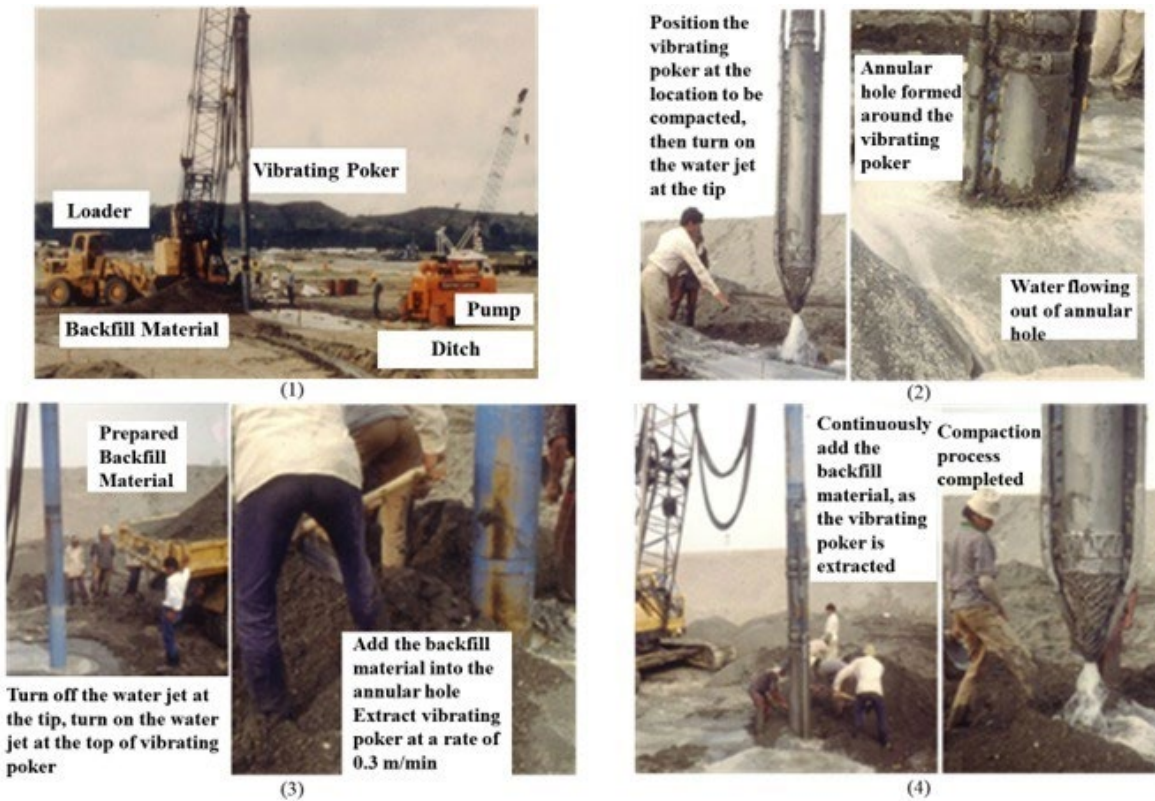 Vibrating Poker
Loader
Backfill Material
Pump
Ditch
(1)
Position the
vibrating
poker at the
location to be
compacted,
then turn on
the water jet
at the tip
Annular
hole formed
around the
vibrating
poker
Water flowing
out of annular
hole
(2)
Prepared
Backfill
Material
Turn off the water jet at
the tip, turn on the water
jet at the top of vibrating
poker
Add the backfill
material into the
annular hole
Extract vibrating
poker at a rate of
0.3 m/min
(3)
Continuously
add the
backfill
material, as
the vibrating
poker is
extracted
Compaction
process
completed
(4)